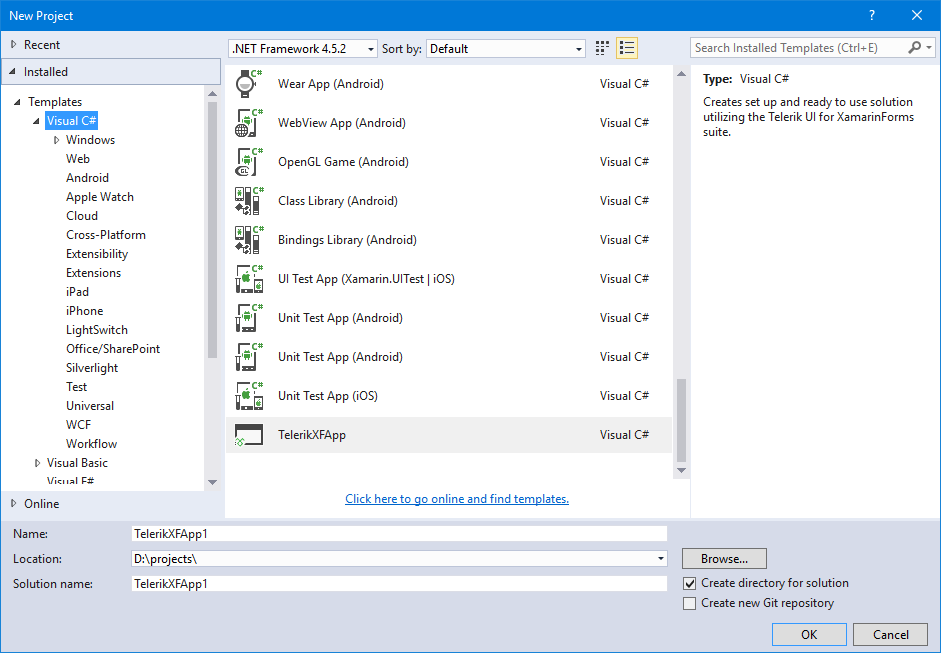 New Project
Recent
.NET Framework 4.5.2 Sort by: Default
Search Installed Templates (Ctrl+E)
Installed
Templates
Visual C#
Windows
Web
Android
Apple Watch
Cloud
Cross-Platform
Extensibility
Extensions
iPad
iPhone
LightSwitch
Office/SharePoint
Silverlight
Test
Universal
WCF
Workflow
Visual Basic
Visual F#
Online
Wear App (Android) Visual C#
WebView App (Android) Visual C#
OpenGL Game (Android) Visual C#
Class Library (Android) Visual C#
Bindings Library (Android) Visual C#
UI Test App (Xamarin.UITest | iOS) Visual C#
Unit Test App (Android) Visual C#
Unit Test App (Android) Visual C#
Unit Test App (iOS) Visual C#
TelerikXFApp Visual C#
Click here to go online and find templates.
Type: Visual C#
Creates set up and ready to use solution
utilizing the Telerik UI for XamarinForms
suite.
Name: TelerikXFApp1
Location: D:\projects\
Browse...
Solution name: TelerikXFApp1
Create directory for solution
Create new Git repository
OK Cancel